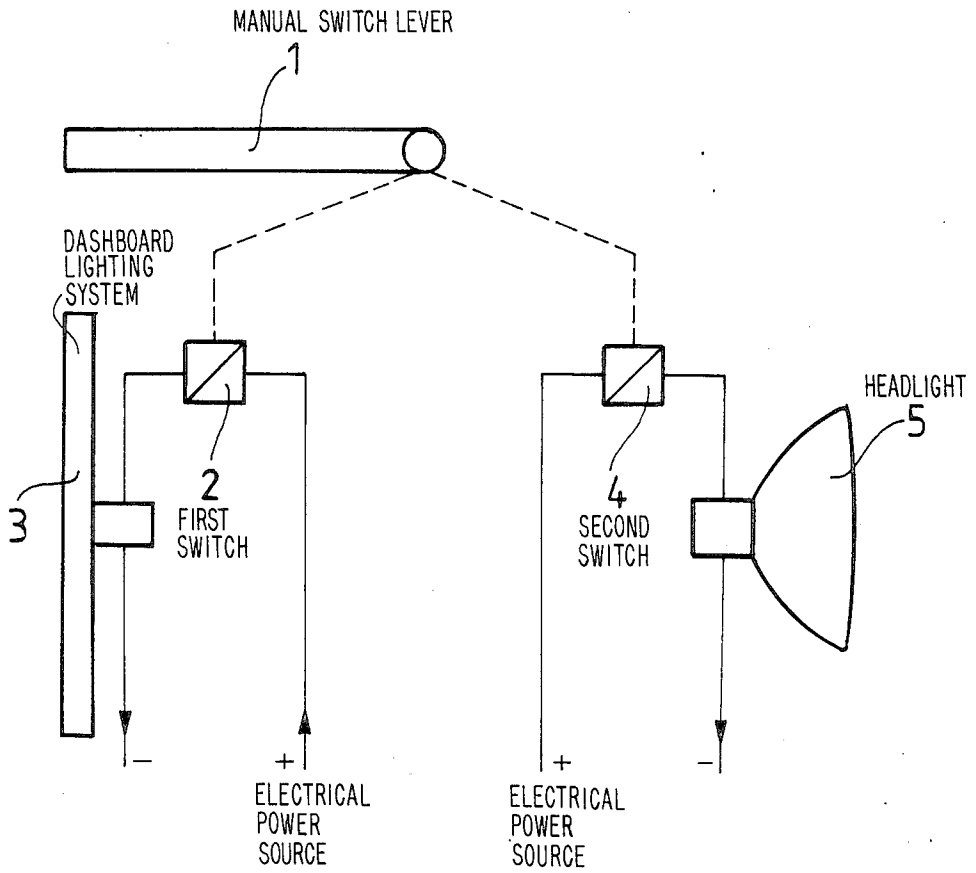 MANUAL SWITCH LEVER
1
DASHBOARD
LIGHTING
SYSTEM
HEADLIGHT
5
2
FIRST
SWITCH
4
SECOND
SWITCH
3
−
+
+
−
ELECTRICAL
POWER
SOURCE
ELECTRICAL
POWER
SOURCE